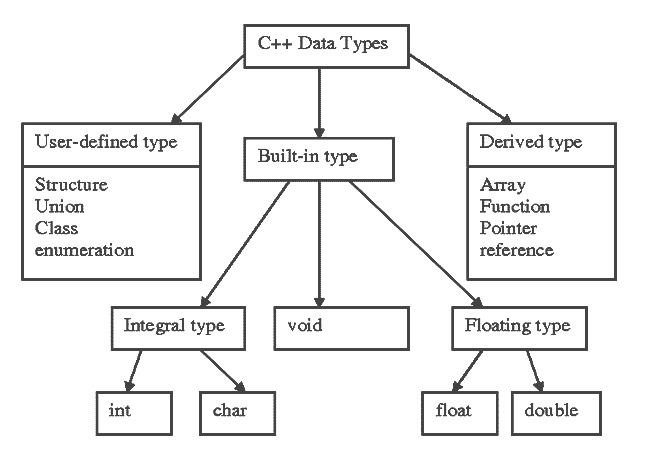 C++ Data Types
User-defined type
Structure
Union
Class
enumeration
Built-in type
Derived type
Array
Function
Pointer
reference
Integral type
void
Floating type
int
char
float
double